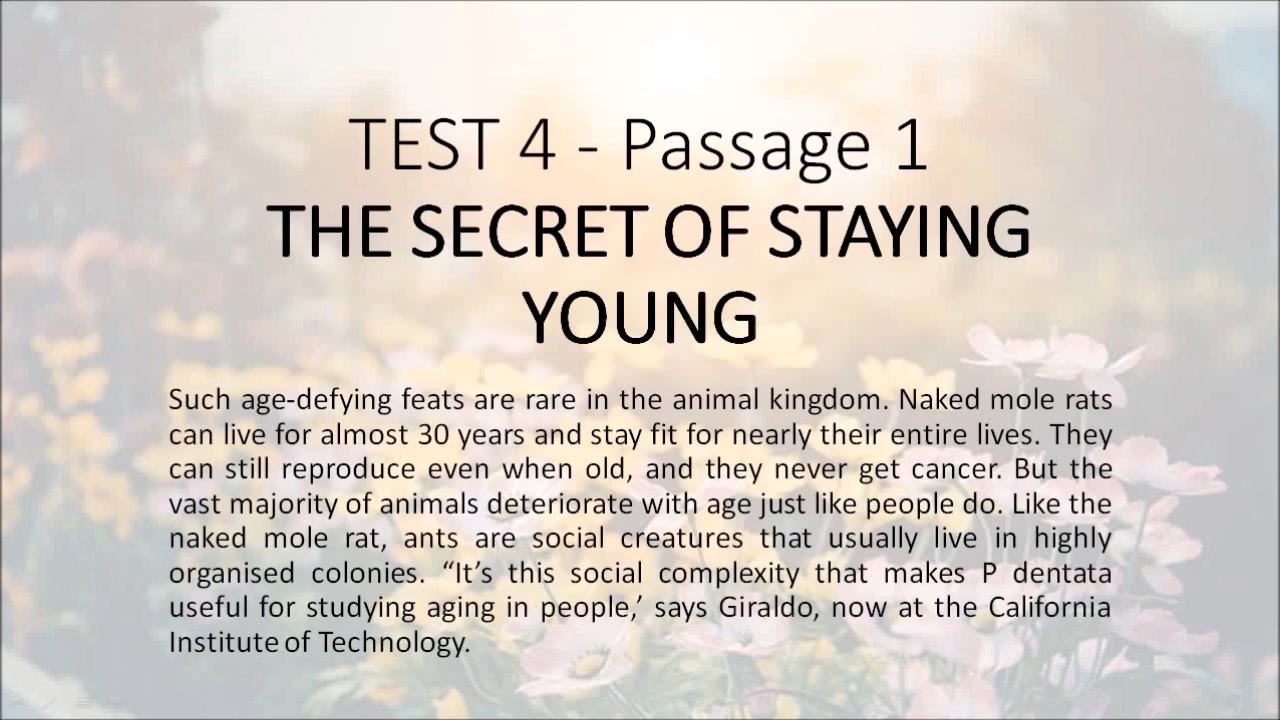 TEST 4 - Passage 1
THE SECRET OF STAYING
YOUNG
Such age-defying feats are rare in the animal kingdom. Naked mole rats
can live for almost 30 years and stay fit for nearly their entire lives. They
can still reproduce even when old, and they never get cancer. But the
vast majority of animals deteriorate with age just like people do. Like the
naked mole rat, ants are social creatures that usually live in highly
organised colonies. “It’s this social complexity that makes P dentata
useful for studying aging in people,’ says Giraldo, now at the California
Institute of Technology.